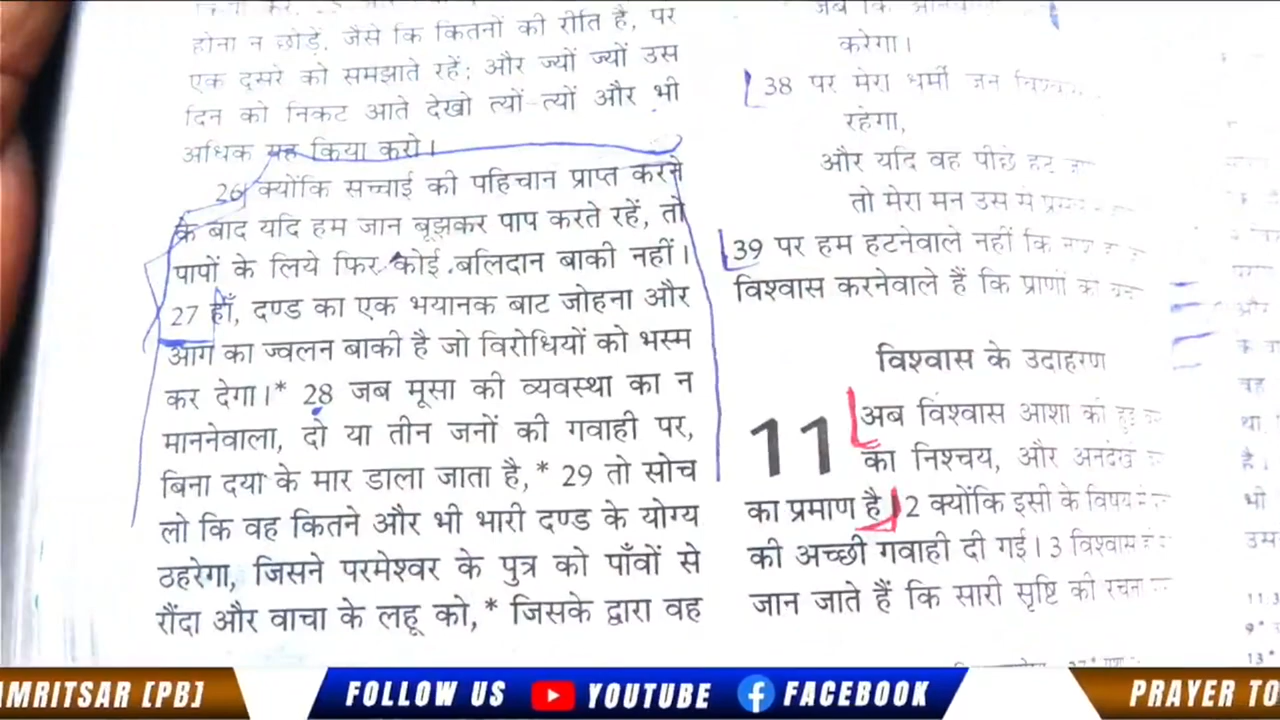 होना न छोड़ें, जैसे कि कितनों की रीति है, पर
एक दूसरे को समझाते रहें; और ज्यों ज्यों उस
दिन को निकट आते देखो त्यों-त्यों और भी
अधिक यह किया करो।
26 क्योंकि सच्चाई की पहिचान प्राप्त करने
के बाद यदि हम जान बूझकर पाप करते रहें, तो
पापों के लिये फिर कोई बलिदान बाकी नहीं।
27 हाँ, दण्ड का एक भयानक बाट जोहना और
आग का ज्वलन बाकी है जो विरोधियों को भस्म
कर देगा।* 28 जब मूसा की व्यवस्था का न
माननेवाला, दो या तीन जनों की गवाही पर,
बिना दया के मार डाला जाता है,* 29 तो सोच
लो कि वह कितने और भी भारी दण्ड के योग्य
ठहरेगा, जिसने परमेश्वर के पुत्र को पाँवों से
रौंदा और वाचा के लहू को,* जिसके द्वारा वह
करेगा।
38 पर मेरा धर्मी जन
रहेगा,
और यदि वह पीछे हट
तो मेरा मन उस से
39 पर हम हटनेवाले नहीं कि
विश्वास करनेवाले हैं कि प्राणों का
विश्वास के उदाहरण
11 अब विश्वास आशा की हुई
का निश्चय, और अनदेखी
का प्रमाण है। 2 क्योंकि इसी के विषय में
की अच्छी गवाही दी गई। 3 विश्वास
जान जाते हैं कि सारी सृष्टि की रचना
AMRITSAR [PB]
FOLLOW US YOUTUBE FACEBOOK
PRAYER TO